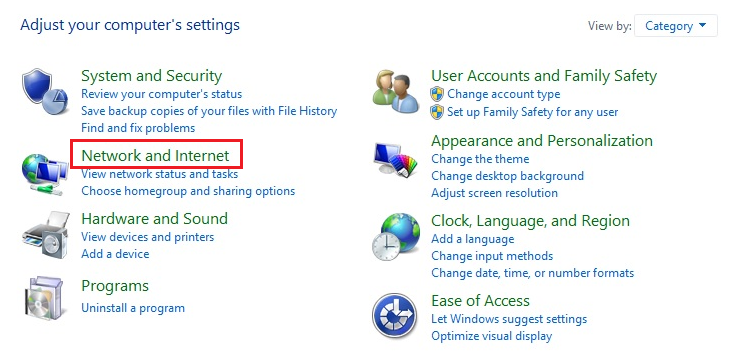 Adjust your computer's settings
View by: Category
System and Security
Review your computer's status
Save backup copies of your files with File History
Find and fix problems
Network and Internet
View network status and tasks
Choose homegroup and sharing options
Hardware and Sound
View devices and printers
Add a device
Programs
Uninstall a program
User Accounts and Family Safety
Change account type
Set up Family Safety for any user
Appearance and Personalization
Change the theme
Change desktop background
Adjust screen resolution
Clock, Language, and Region
Add a language
Change input methods
Change date, time, or number formats
Ease of Access
Let Windows suggest settings
Optimize visual display